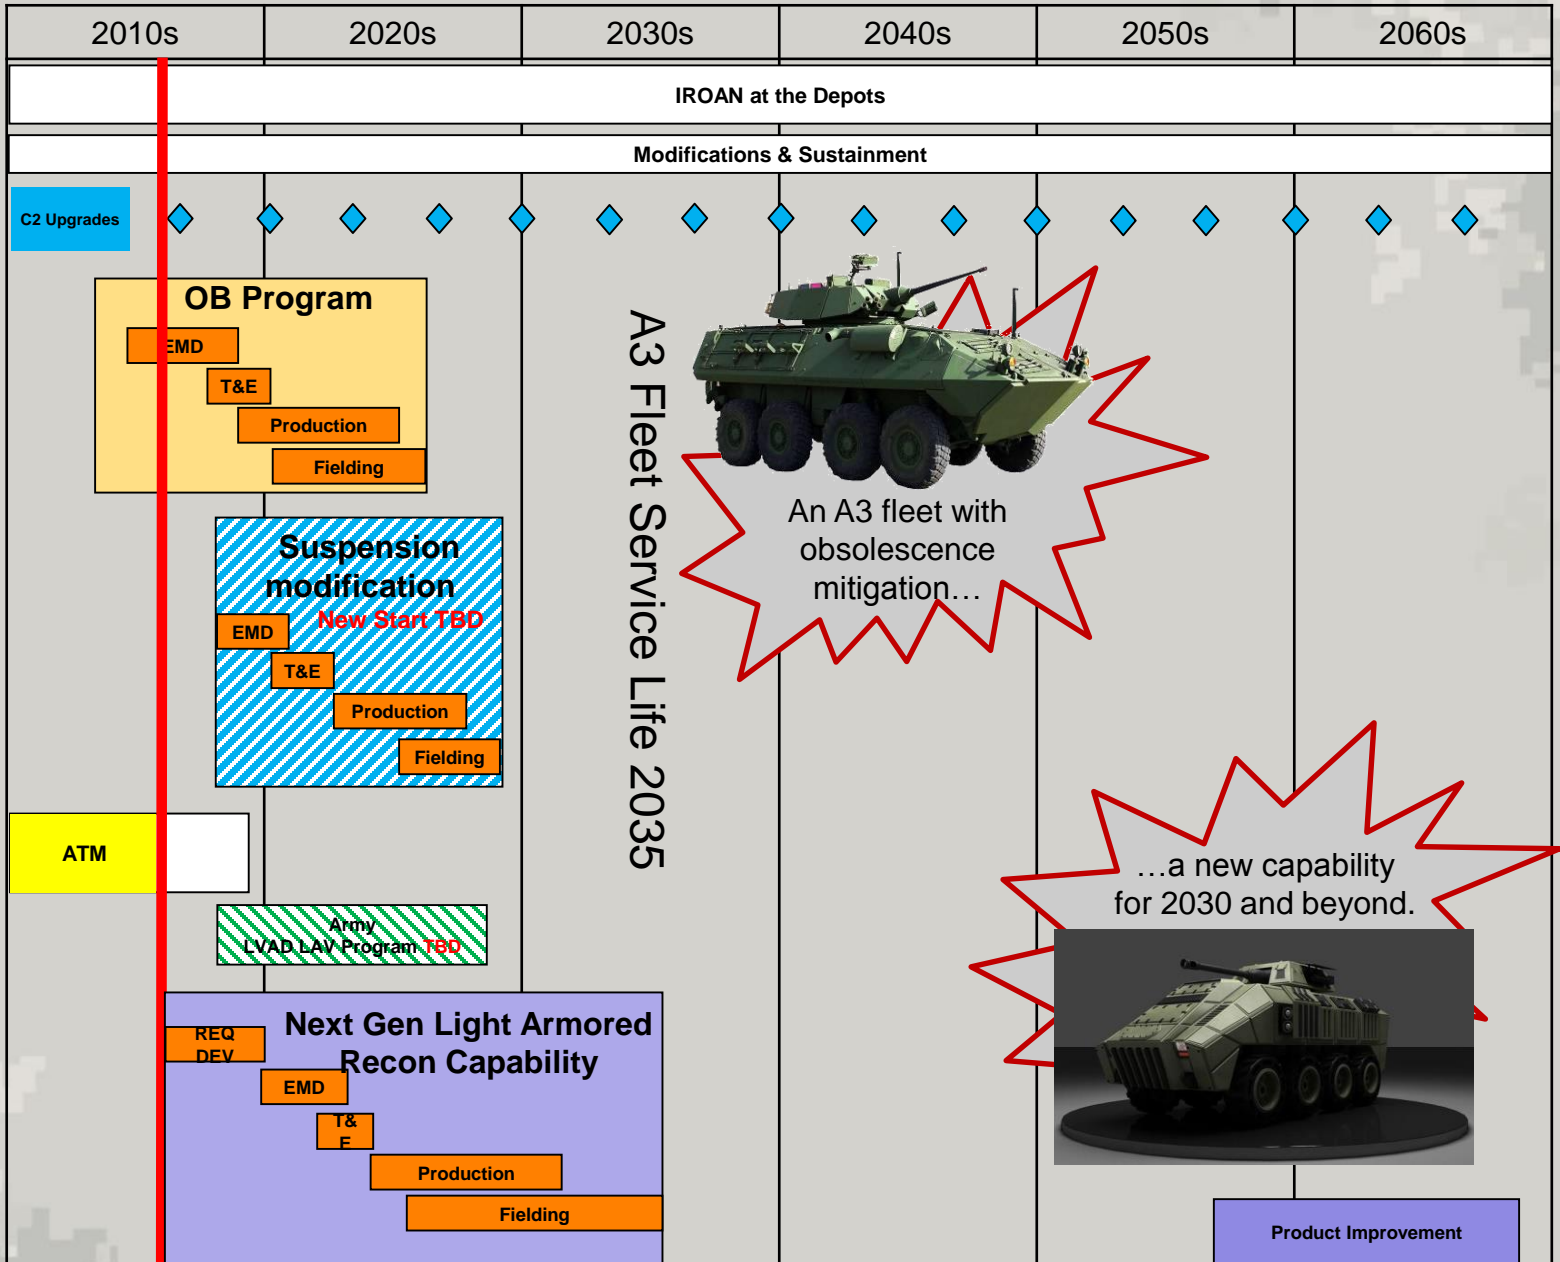 2010s 2020s 2030s 2040s 2050s 2060s
IROAN at the Depots
Modifications & Sustainment
C2 Upgrades
OB Program
EMD
T&E
Production
Fielding
A3 Fleet Service Life 2035
An A3 fleet with
obsolescence
mitigation…
Suspension
modification
New Start TBD
EMD
T&E
Production
Fielding
ATM
Army
LVAD LAV Program TBD
…a new capability
for 2030 and beyond.
Next Gen Light Armored
Recon Capability
REQ
DEV
EMD
T&
E
Production
Fielding
Product Improvement